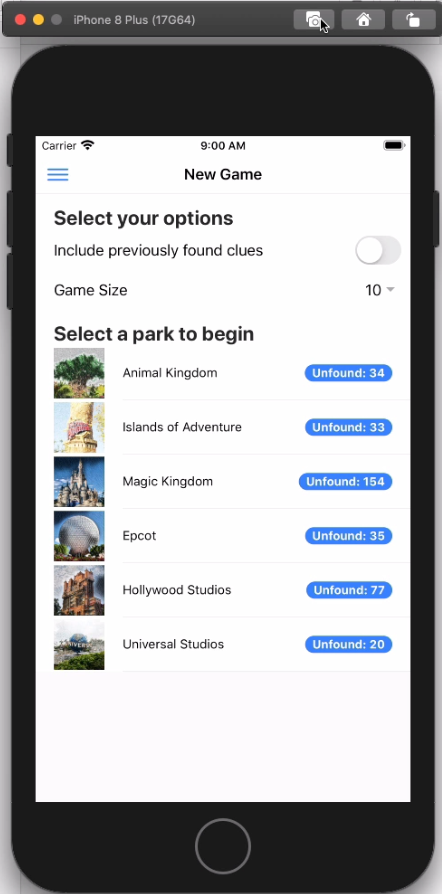 iPhone 8 Plus (17G64)
Carrier 9:00 AM
New Game
Select your options
Include previously found clues
Game Size 10
Select a park to begin
Animal Kingdom Unfound: 34
Islands of Adventure Unfound: 33
Magic Kingdom Unfound: 154
Epcot Unfound: 35
Hollywood Studios Unfound: 77
Universal Studios Unfound: 20